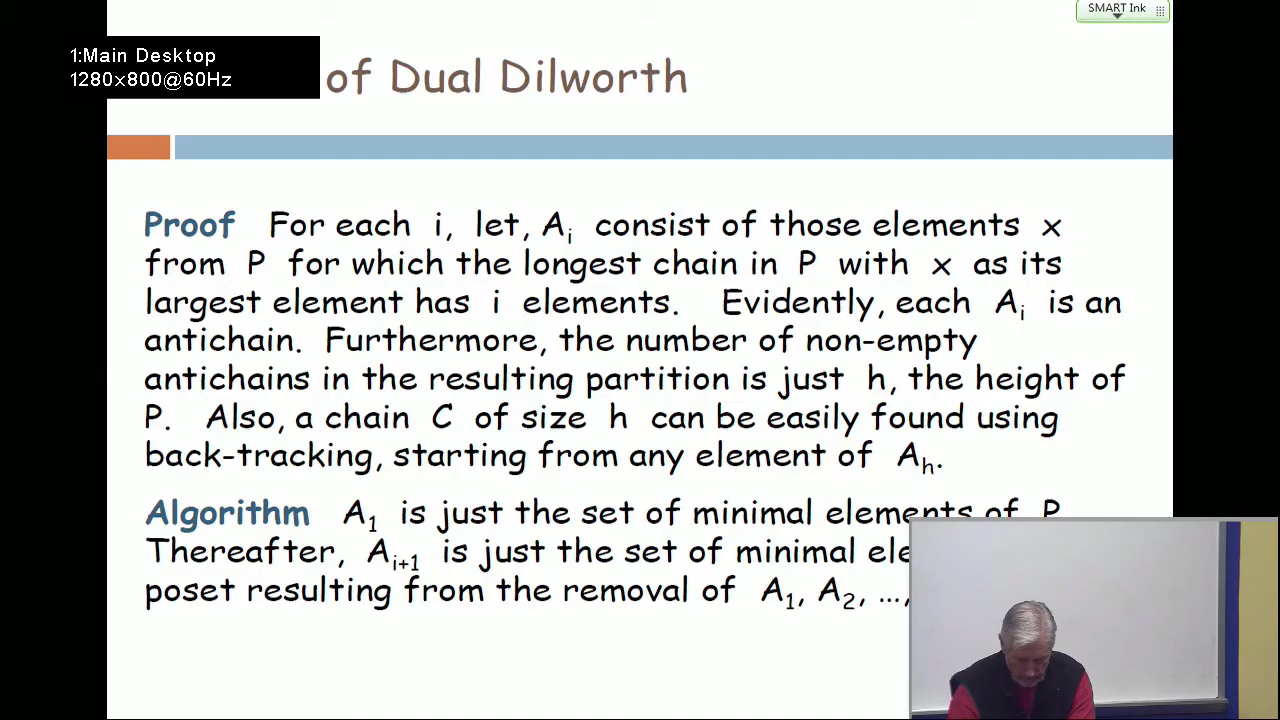 SMART Ink
1:Main Desktop
1280x800@60Hz
of Dual Dilworth
Proof For each i, let, Aᵢ consist of those elements x
from P for which the longest chain in P with x as its
largest element has i elements. Evidently, each Aᵢ is an
antichain. Furthermore, the number of non-empty
antichains in the resulting partition is just h, the height of
P. Also, a chain C of size h can be easily found using
back-tracking, starting from any element of Aₕ.
Algorithm A₁ is just the set of minimal elements of P
Thereafter, Aᵢ₊₁ is just the set of minimal
poset resulting from the removal of A₁, A₂, ...,